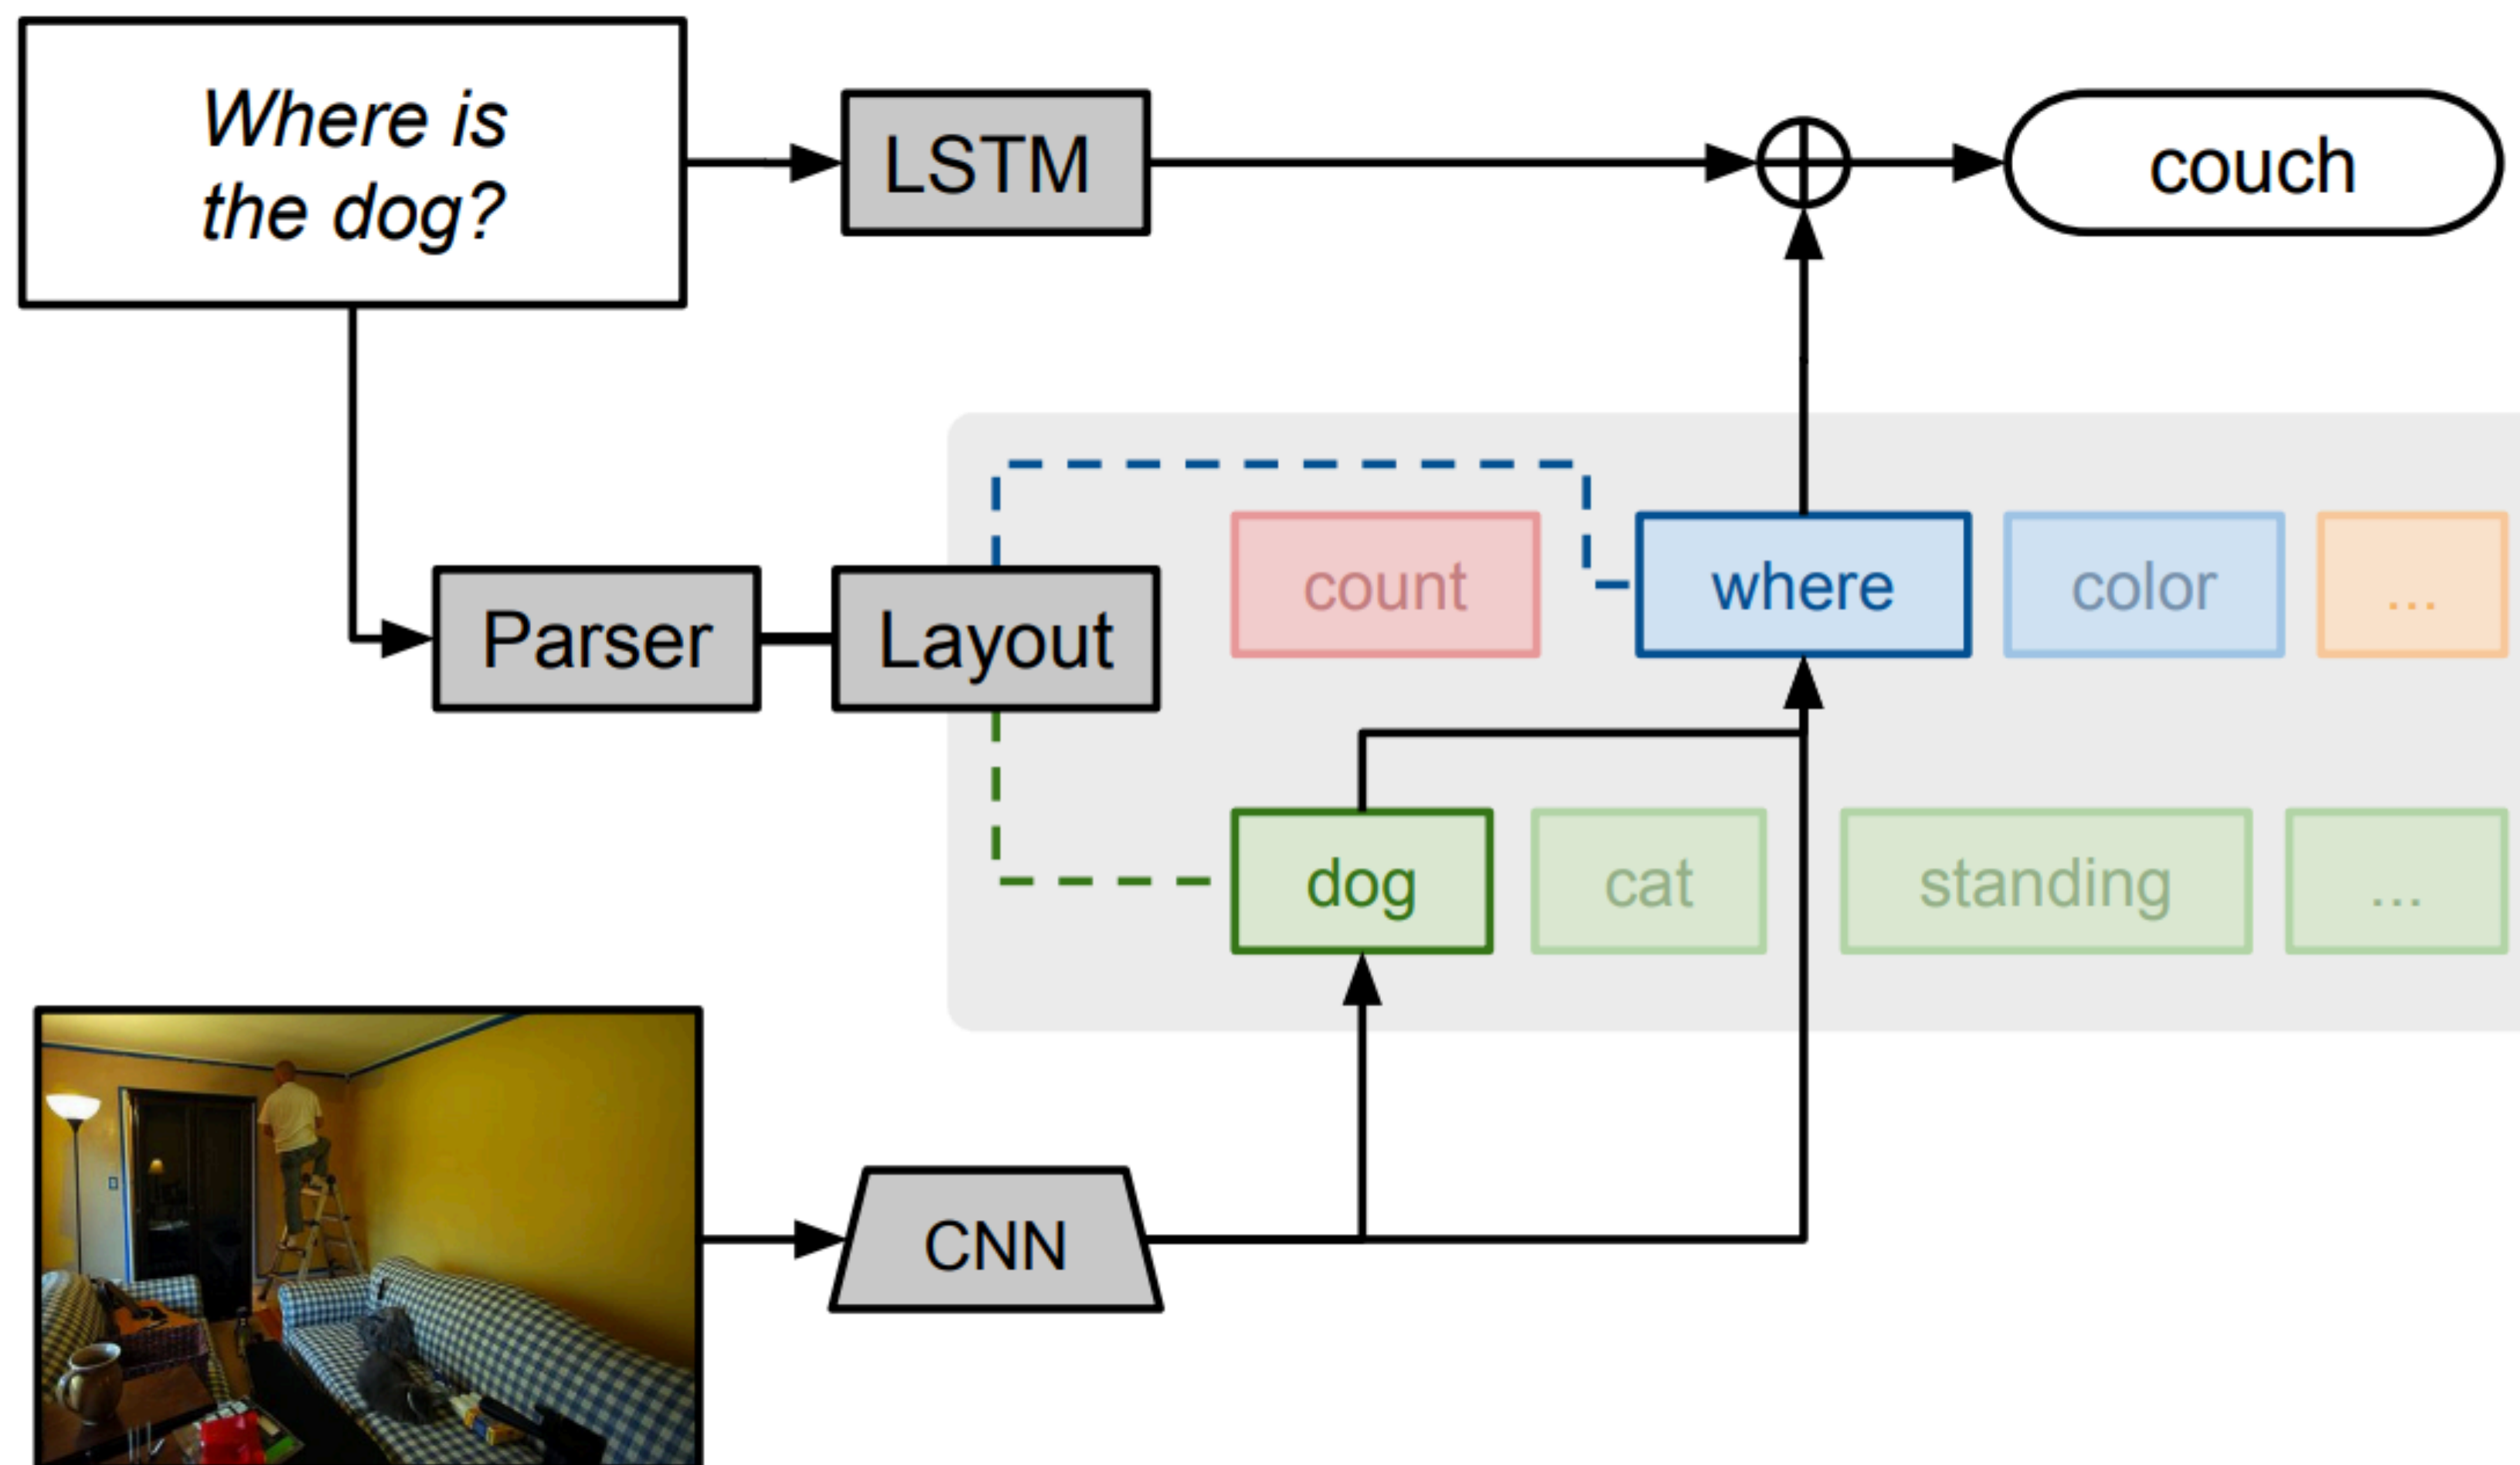 Where is
the dog?
LSTM
couch
count
where
color
...
Parser
Layout
dog
cat
standing
...
CNN